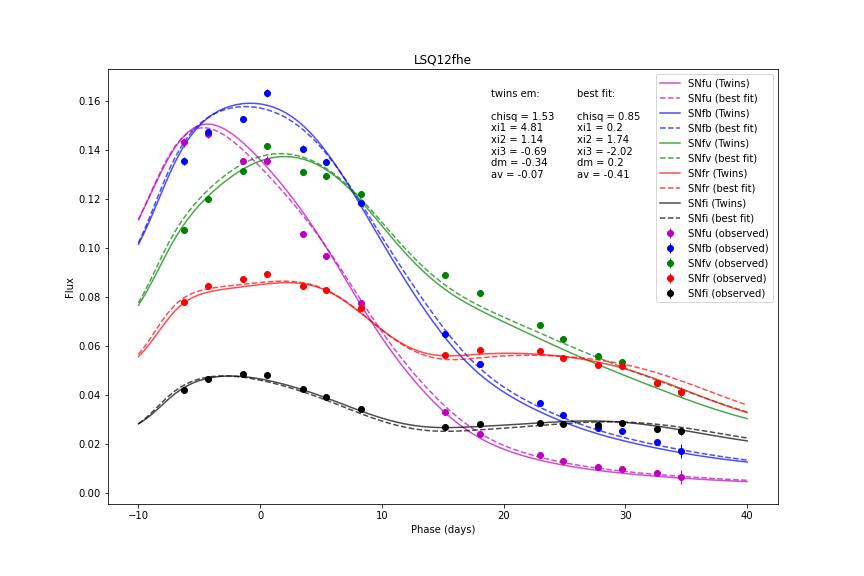 LSQ12fhe
twins em: best fit:
chisq = 1.53 chisq = 0.85
xi1 = 4.81 xi1 = 0.2
xi2 = 1.14 xi2 = 1.74
xi3 = -0.69 xi3 = -2.02
dm = -0.34 dm = 0.2
av = -0.07 av = -0.41
SNfu (Twins)
SNfu (best fit)
SNfb (Twins)
SNfb (best fit)
SNfv (Twins)
SNfv (best fit)
SNfr (Twins)
SNfr (best fit)
SNfi (Twins)
SNfi (best fit)
SNfu (observed)
SNfb (observed)
SNfv (observed)
SNfr (observed)
SNfi (observed)
Flux
0.16
0.14
0.12
0.10
0.08
0.06
0.04
0.02
0.00
−10 0 10 20 30 40
Phase (days)